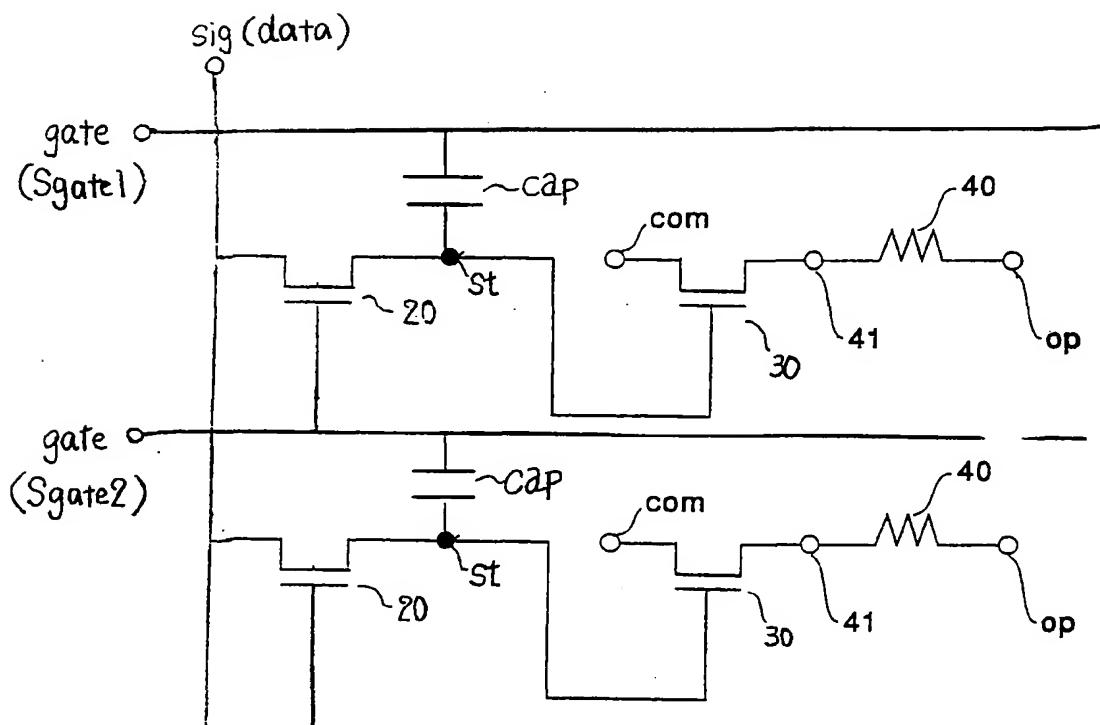 sig (data)
gate
(Sgate1)
cap
com
40
st
20
30
41
op
gate
(Sgate2)
cap
com
40
st
20
30
41
op